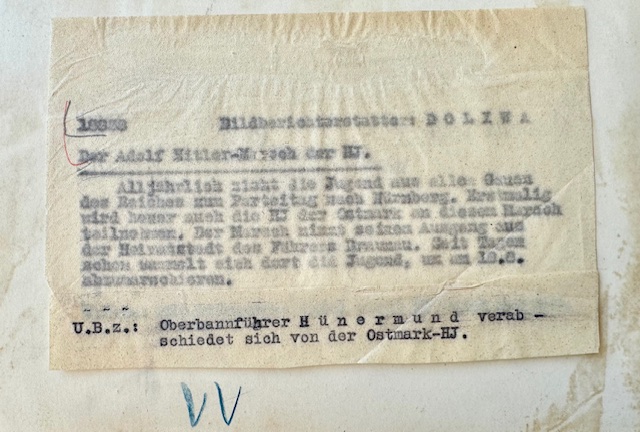 Bildberichterstatter: D O L I W A
Der Adolf Hitler-Marsch der HJ.
Alljährlich zieht die Jugend aus allen Gauen
des Reiches zum Parteitag nach Nürnberg. Erstmalig
wird heuer auch die HJ der Ostmark an diesem Marsch
teilnehmen. Der Marsch nimmt seinen Ausgang aus
der Heimatstadt des Führers Braunau. Seit Tagen
schon sammelt sich dort die Jugend, um am
abzumarschieren.
- - -
U.B.z.: Oberbannführer H ü n e r m u n d verab -
schiedet sich von der Ostmark-HJ.
VV